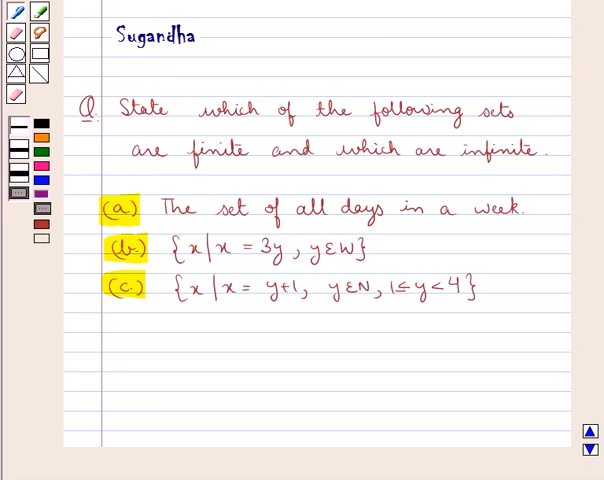 Sugandha
Q. State which of the following sets
are finite and which are infinite.
(a.) The set of all days in a week.
(b.) {x | x = 3y, y ∈ W}
(c.) {x | x = y+1, y ∈ N, 1 ≤ y < 4}